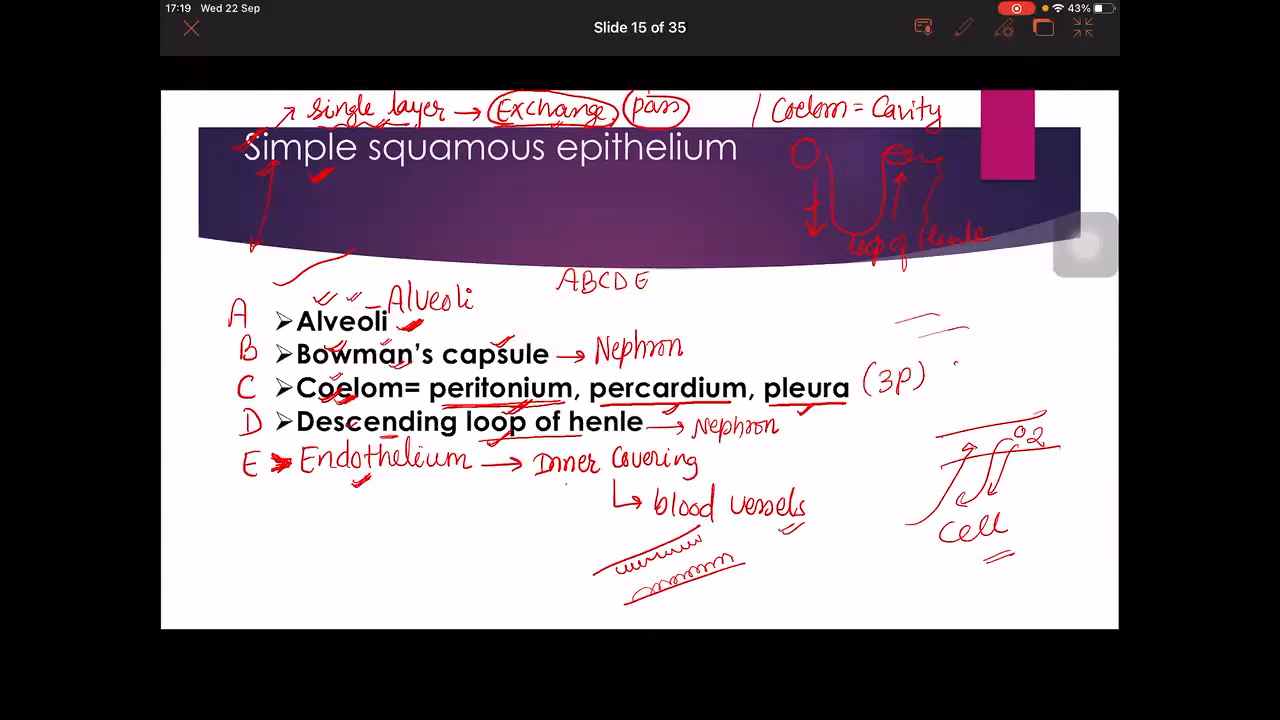 17:19 Wed 22 Sep
43%
Slide 15 of 35
single layer → Exchange, pass
/ Coelom = Cavity
Simple squamous epithelium
loop of Henle
ABCDE
Alveoli
A ➢Alveoli
B ➢Bowman's capsule → Nephron
C ➢Coelom= peritonium, percardium, pleura (3P)
D ➢Descending loop of henle → Nephron
E Endothelium → Inner Covering
↳ blood vessels
O2
Cell